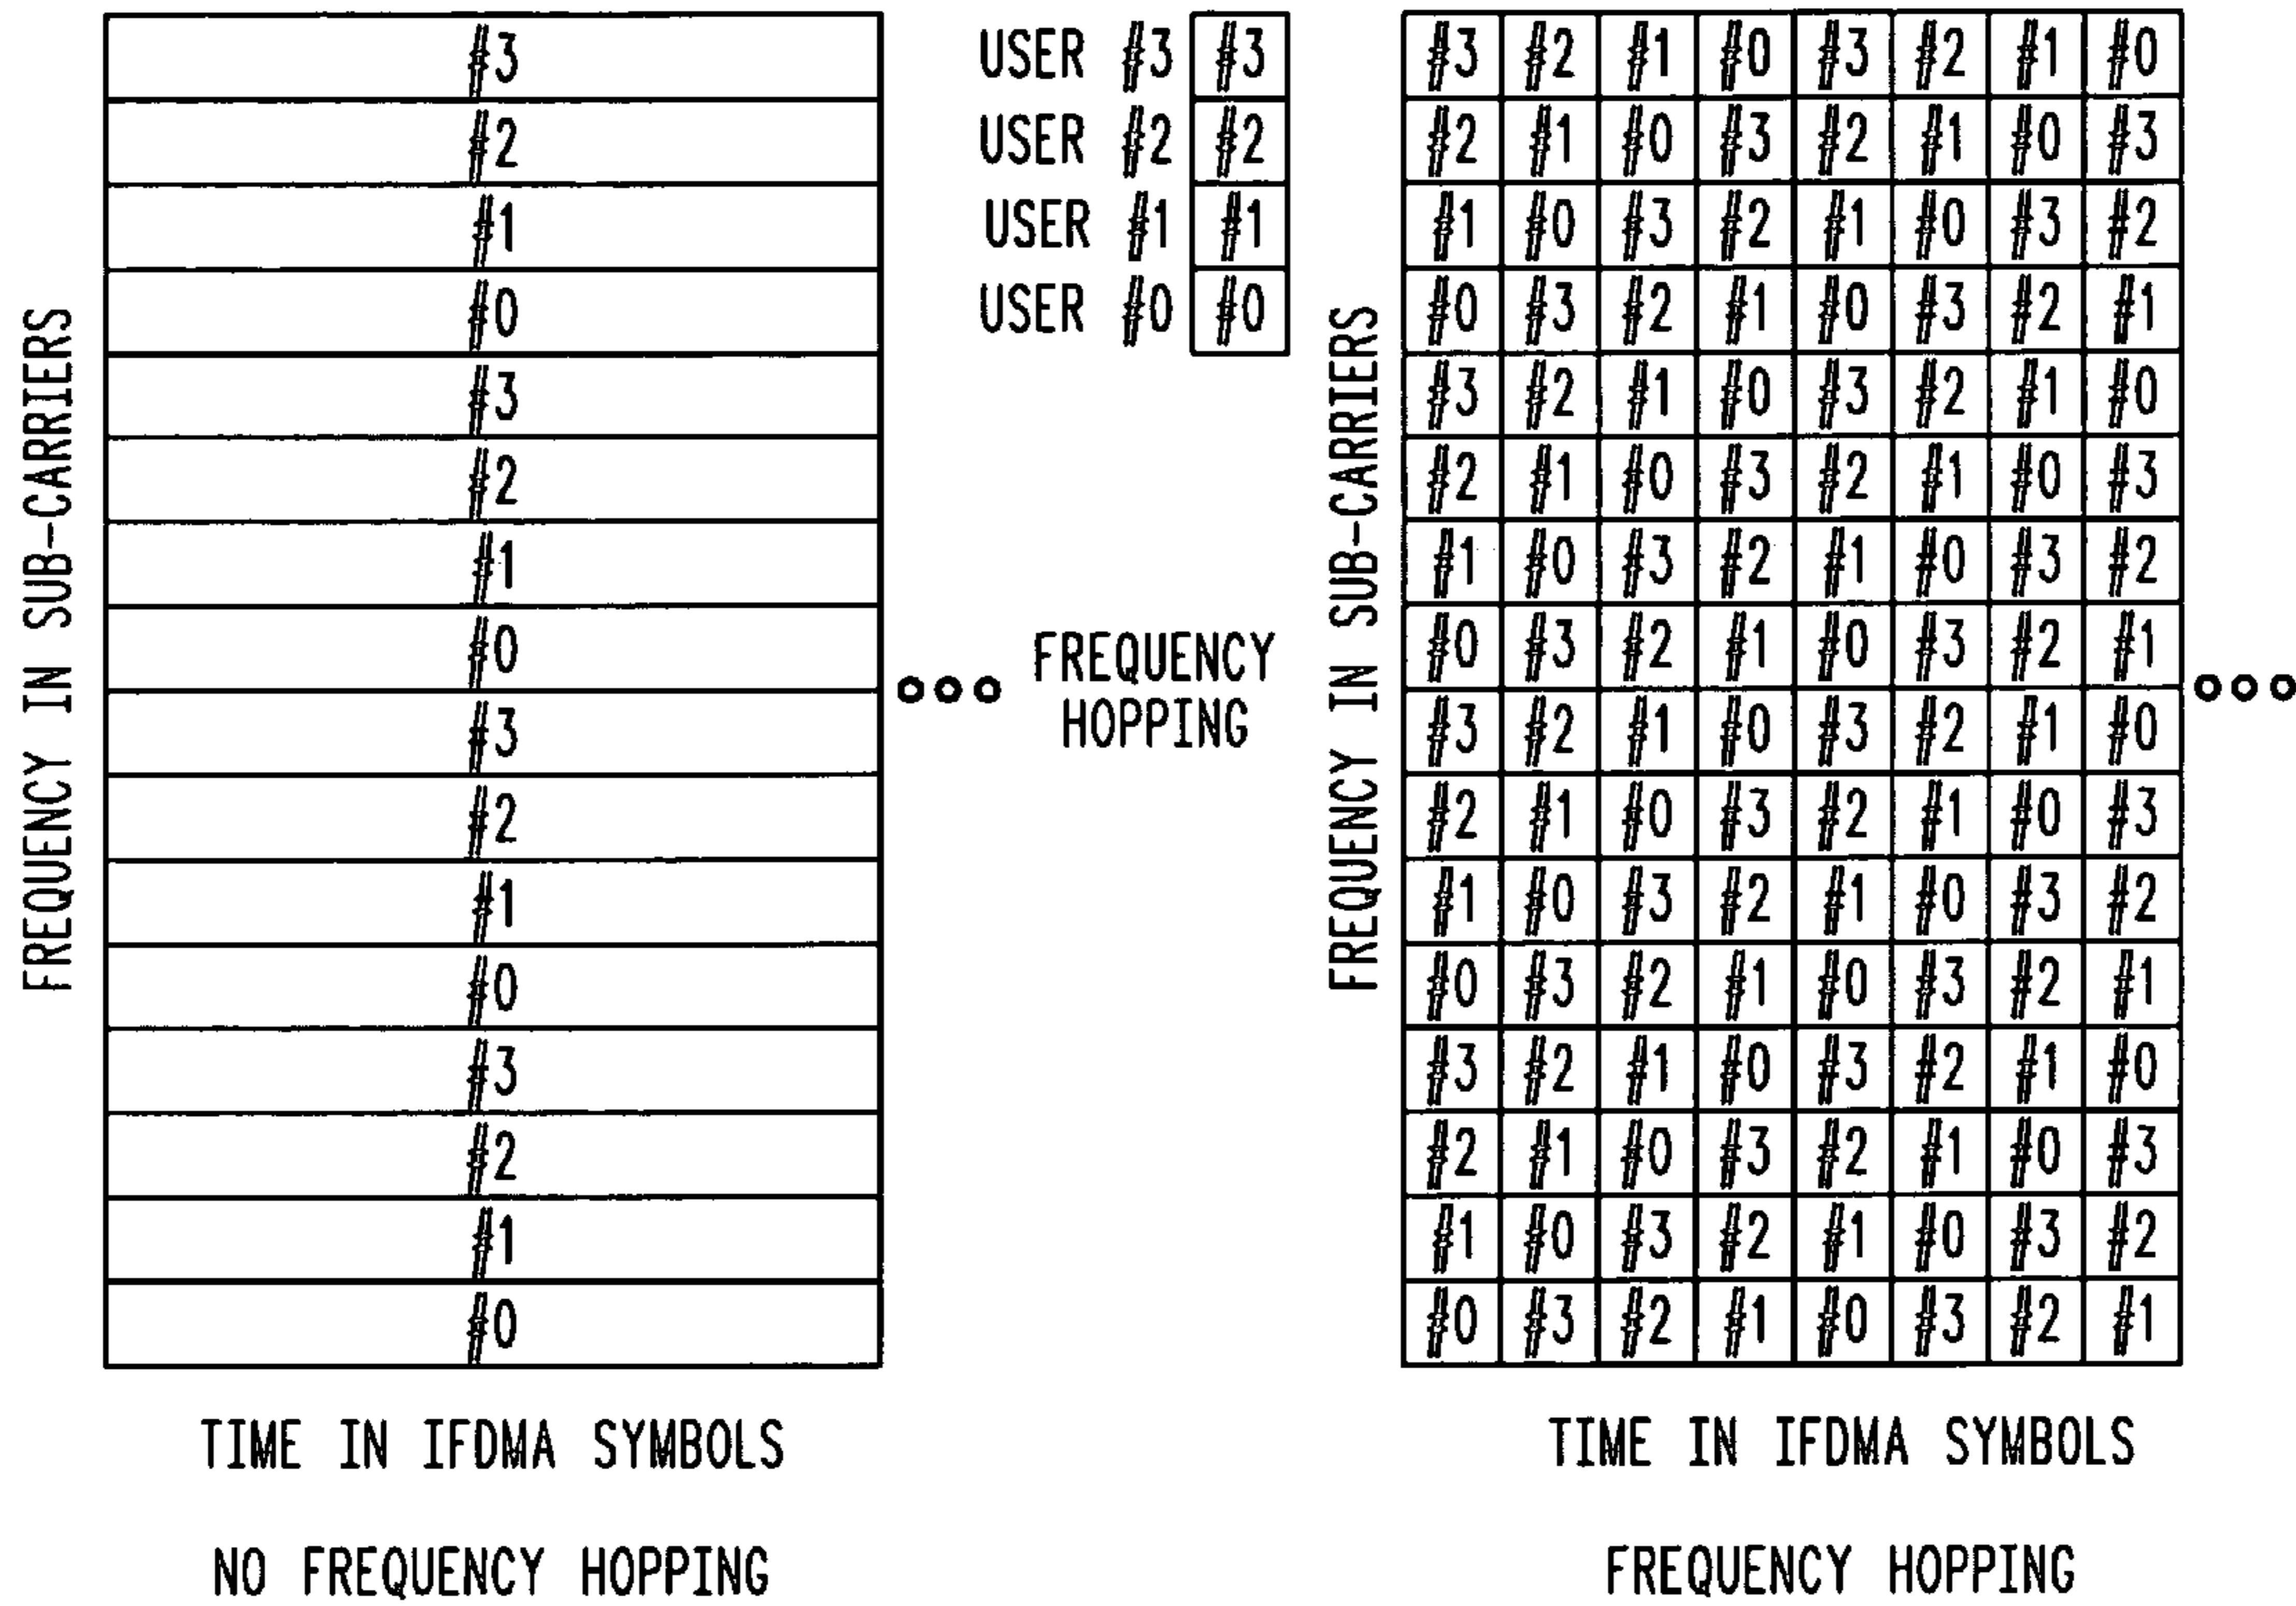 FREQUENCY IN SUB-CARRIERS
#3
#2
#1
#0
#3
#2
#1
#0
#3
#2
#1
#0
#3
#2
#1
#0
TIME IN IFDMA SYMBOLS
NO FREQUENCY HOPPING
USER #3 #3
USER #2 #2
USER #1 #1
USER #0 #0
FREQUENCY
HOPPING
FREQUENCY IN SUB-CARRIERS
#3 #2 #1 #0 #3 #2 #1 #0
#2 #1 #0 #3 #2 #1 #0 #3
#1 #0 #3 #2 #1 #0 #3 #2
#0 #3 #2 #1 #0 #3 #2 #1
#3 #2 #1 #0 #3 #2 #1 #0
#2 #1 #0 #3 #2 #1 #0 #3
#1 #0 #3 #2 #1 #0 #3 #2
#0 #3 #2 #1 #0 #3 #2 #1
#3 #2 #1 #0 #3 #2 #1 #0
#2 #1 #0 #3 #2 #1 #0 #3
#1 #0 #3 #2 #1 #0 #3 #2
#0 #3 #2 #1 #0 #3 #2 #1
#3 #2 #1 #0 #3 #2 #1 #0
#2 #1 #0 #3 #2 #1 #0 #3
#1 #0 #3 #2 #1 #0 #3 #2
#0 #3 #2 #1 #0 #3 #2 #1
TIME IN IFDMA SYMBOLS
FREQUENCY HOPPING